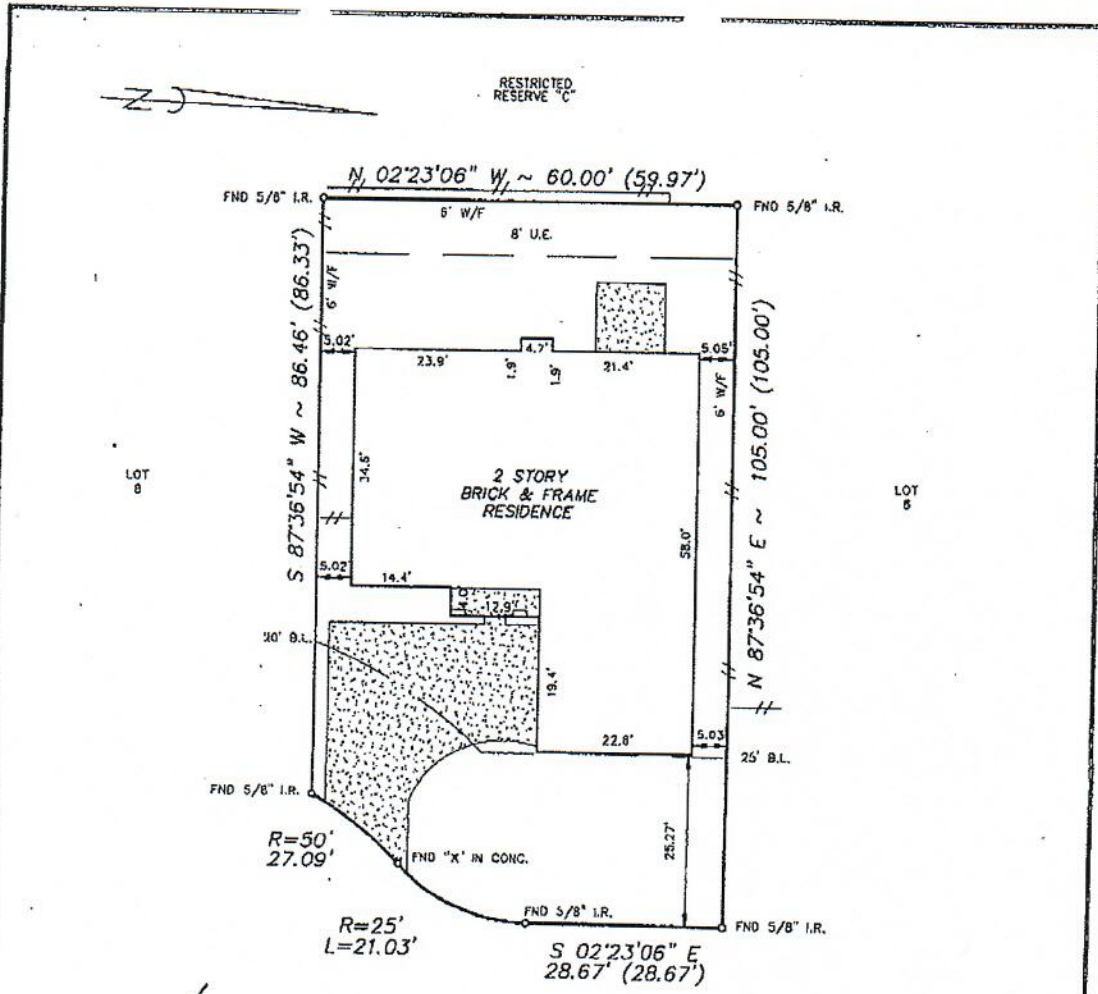 RESTRICTED
RESERVE "C"
N 02°23'06" W ~ 60.00' (59.97')
FND 5/8" I.R.
FND 5/8" I.R.
6' W/F
8' U.E.
S 87°36'54" W ~ 86.46' (86.33')
6' W/F
N 87°36'54" E ~ 105.00' (105.00')
5.02'
23.9'
1.9'
4.7'
1.9'
21.4'
5.05'
6' W/F
34.6'
2 STORY
BRICK & FRAME
RESIDENCE
58.0'
LOT
8
LOT
6
5.02'
14.4'
4.0'
12.9'
20' B.L.
19.4'
22.8'
5.03
25' B.L.
25.27'
FND 5/8" I.R.
R=50'
27.09'
FND "X" IN CONC.
R=25'
L=21.03'
FND 5/8" I.R.
FND 5/8" I.R.
S 02°23'06" E
28.67' (28.67')